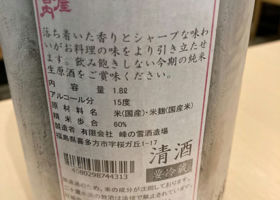 落ち着いた香りとシャープな味わ
いがお料理の味をより引き立たせ
ます。飲み飽きしない今期の純米
生原酒をご賞味ください。
内容量 1.8ℓ
アルコール分 15度
原材料名 米(国産)・米麹(国産米)
精米歩合 60%
製造者 有限会社 峰の雪酒造場
福島県喜多方市字桜ガ丘1-17
清酒
要冷蔵
4580298744313